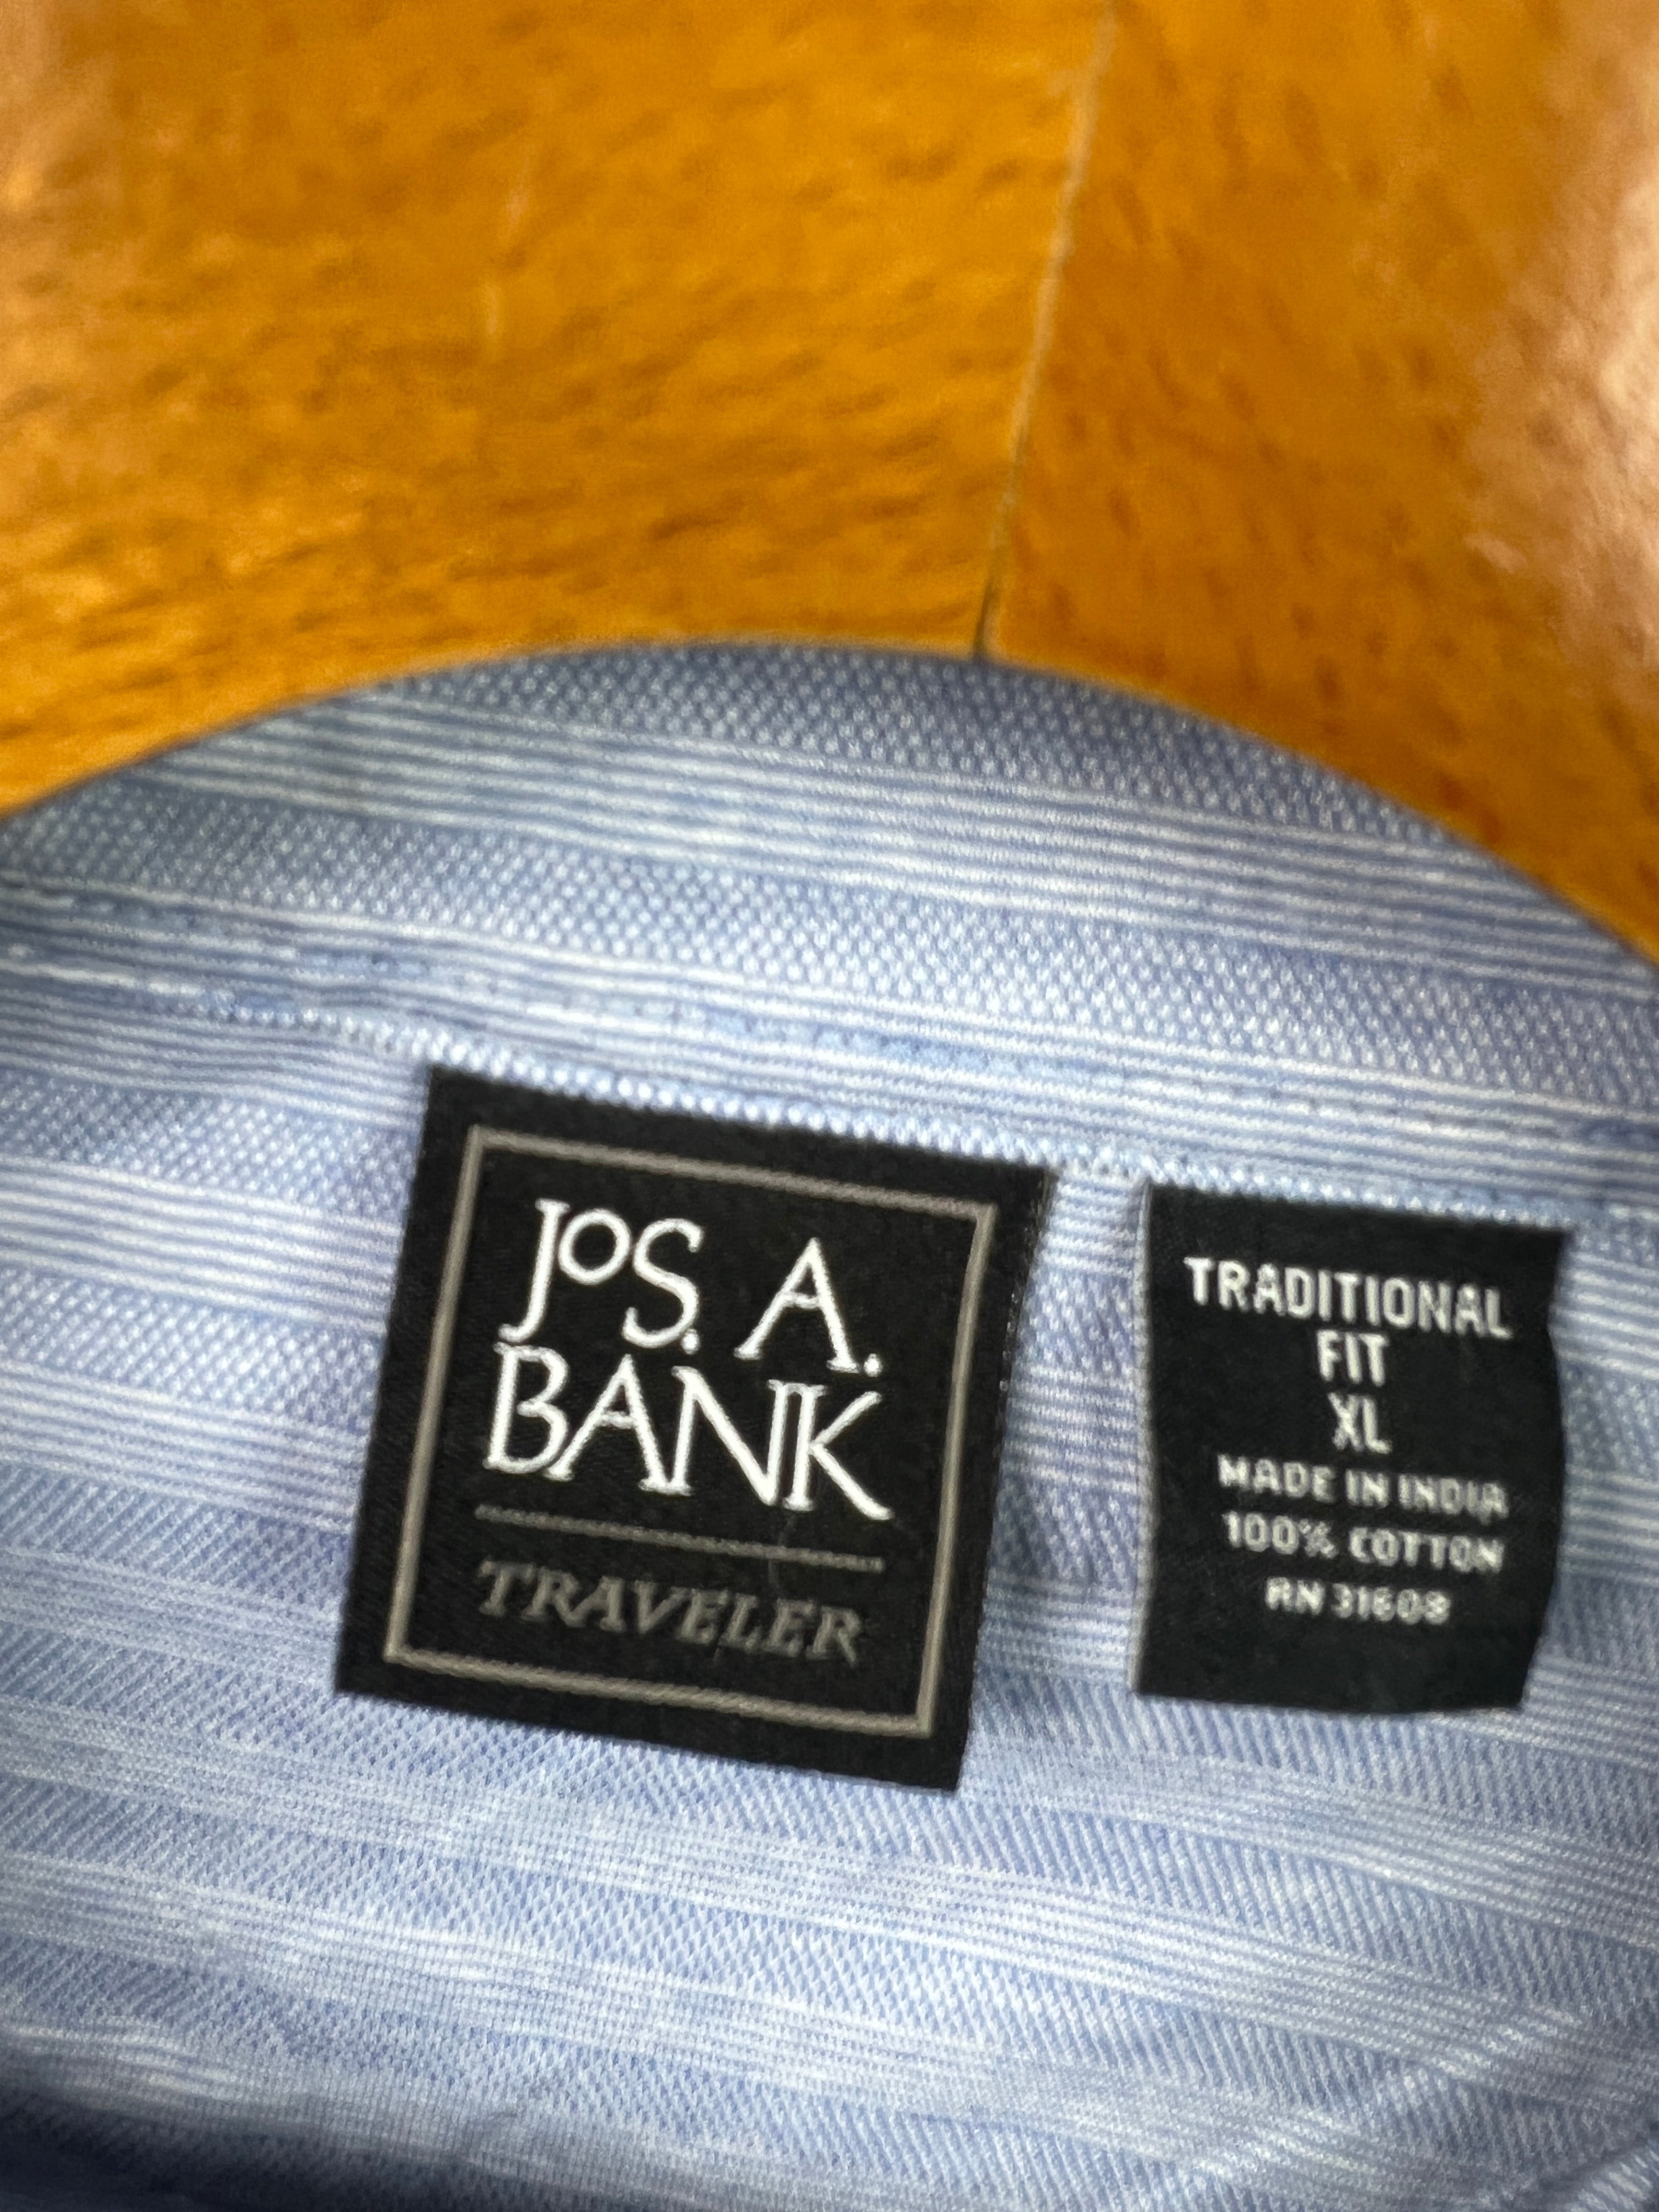 JOS. A.
BANK
TRAVELER
TRADITIONAL
FIT
XL
MADE IN INDIA
100% COTTON
RN 31608